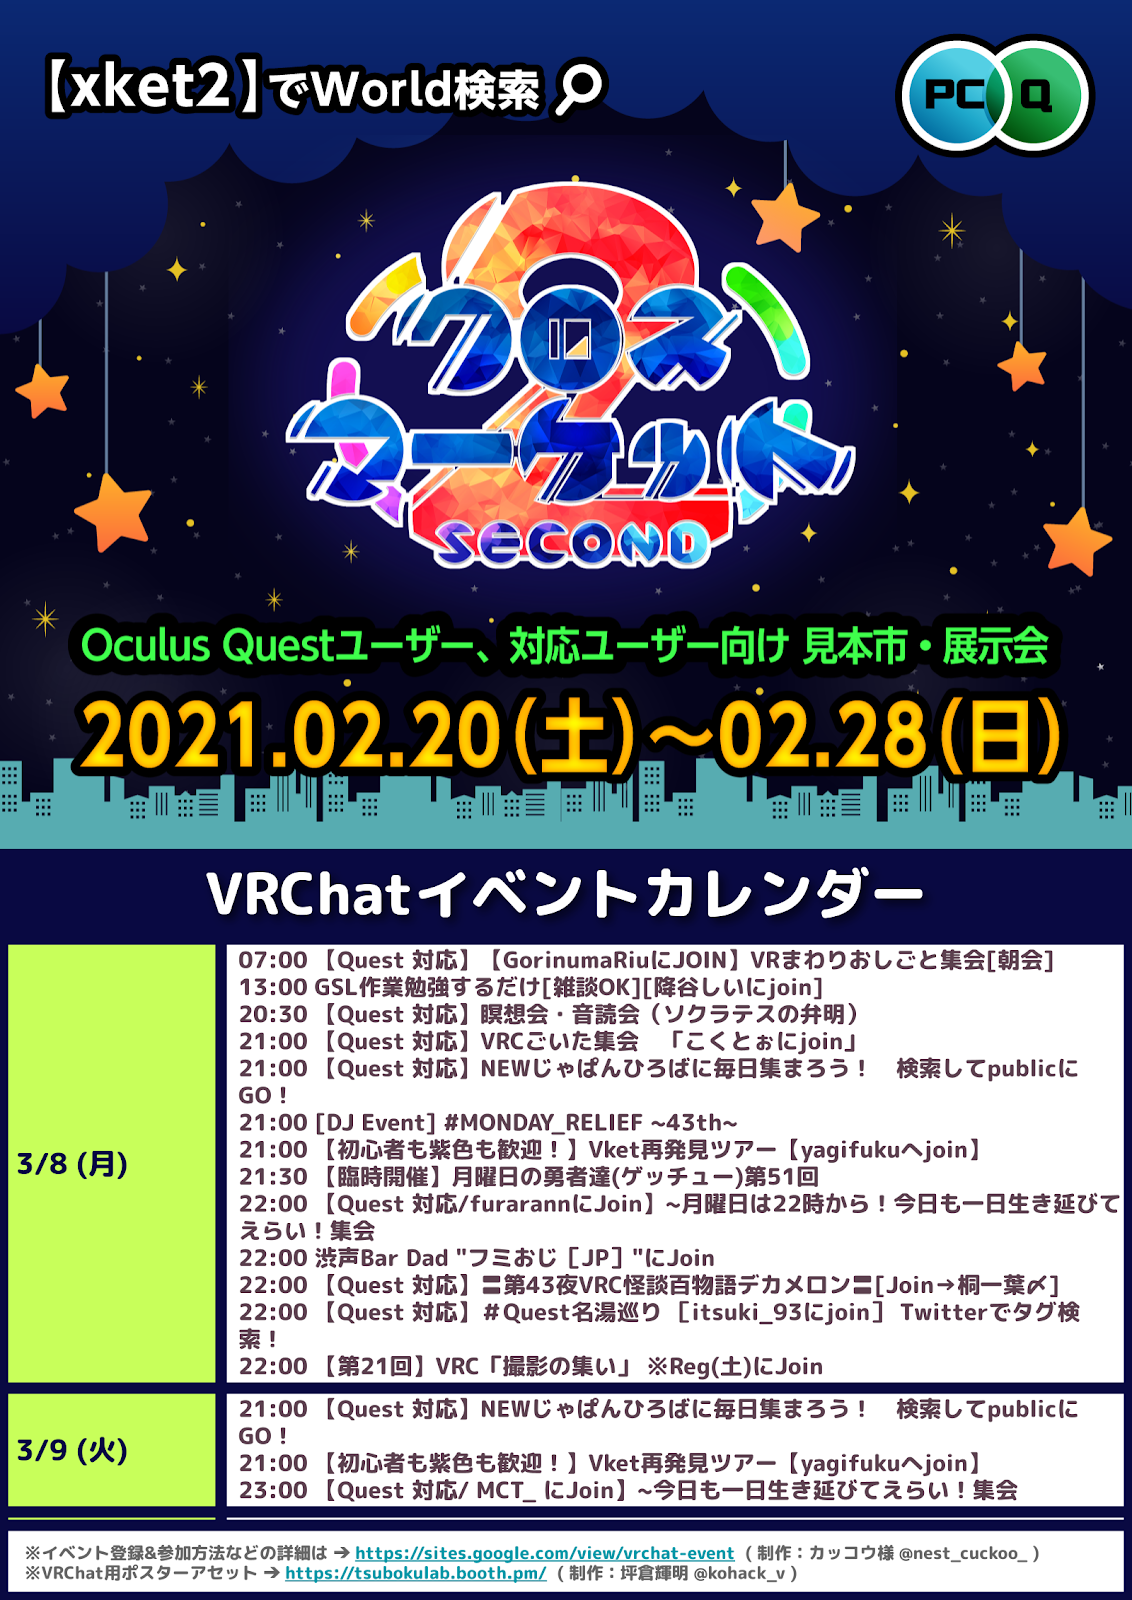 【xket2】でWorld検索
PC Q
2
クロス
マーケット
SECOND
Oculus Questユーザー、対応ユーザー向け 見本市・展示会
2021.02.20(土)～02.28(日)
VRChatイベントカレンダー
3/8 (月)
07:00 【Quest 対応】【GorinumaRiuにJOIN】VRまわりおしごと集会[朝会]
13:00 GSL作業勉強するだけ[雑談OK][降谷しいにjoin]
20:30 【Quest 対応】瞑想会・音読会（ソクラテスの弁明）
21:00 【Quest 対応】VRCごいた集会　「こくとぉにjoin」
21:00 【Quest 対応】NEWじゃぱんひろばに毎日集まろう！　検索してpublicに
GO！
21:00 [DJ Event] #MONDAY_RELIEF ~43th~
21:00 【初心者も紫色も歓迎！】Vket再発見ツアー【yagifukuへjoin】
21:30 【臨時開催】月曜日の勇者達(ゲッチュー)第51回
22:00 【Quest 対応/furarannにJoin】~月曜日は22時から！今日も一日生き延びて
えらい！集会
22:00 渋声Bar Dad "フミおじ［JP］"にJoin
22:00 【Quest 対応】〓第43夜VRC怪談百物語デカメロン〓[Join→桐一葉〆]
22:00 【Quest 対応】＃Quest名湯巡り ［itsuki_93にjoin］ Twitterでタグ検
索！
22:00 【第21回】VRC「撮影の集い」 ※Reg(土)にJoin
3/9 (火)
21:00 【Quest 対応】NEWじゃぱんひろばに毎日集まろう！　検索してpublicに
GO！
21:00 【初心者も紫色も歓迎！】Vket再発見ツアー【yagifukuへjoin】
23:00 【Quest 対応/ MCT_ にJoin】~今日も一日生き延びてえらい！集会
※イベント登録&参加方法などの詳細は → https://sites.google.com/view/vrchat-event （制作：カッコウ様 @nest_cuckoo_ ）
※VRChat用ポスターアセット → https://tsubokulab.booth.pm/ （制作：坪倉輝明 @kohack_v ）